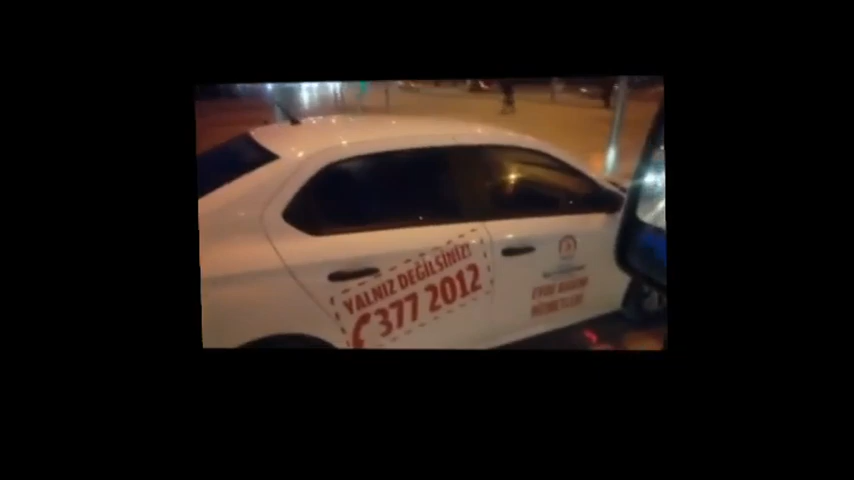 YALNIZ DEĞİLSİNİZ!
377 2012
EVDE BAKIM
HİZMETLERİ